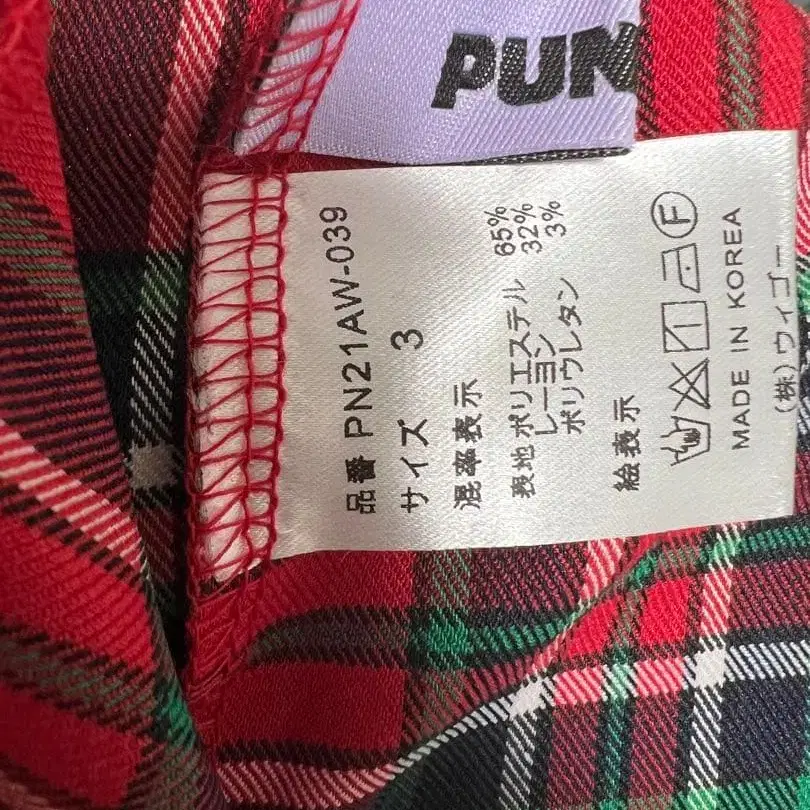 PUN
品番 PN21AW-039
サイズ 3
混率表示
表地 ポリエステル 65%
レーヨン 32%
ポリウレタン 3%
絵表示
F
MADE IN KOREA
(株)ウィゴー